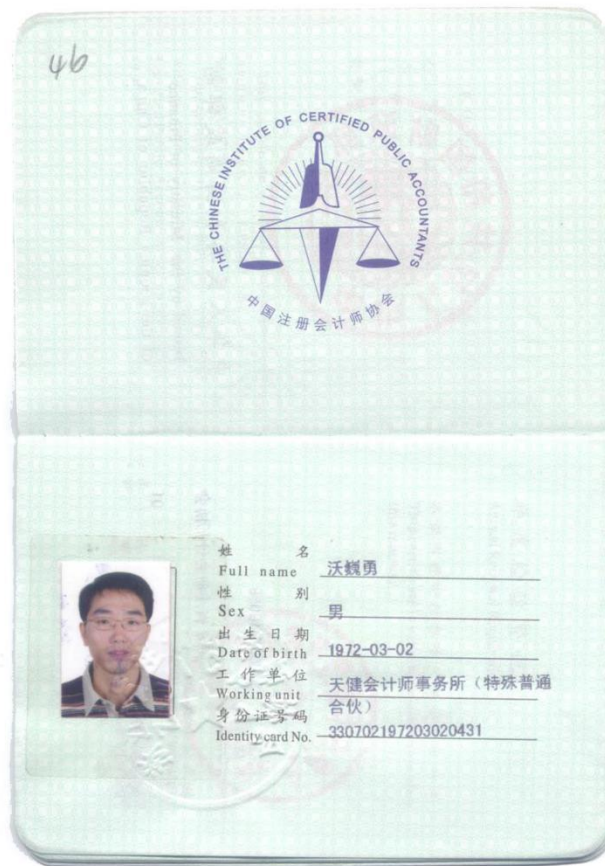 46
THE CHINESE INSTITUTE OF CERTIFIED PUBLIC ACCOUNTANTS
中国注册会计师协会
姓 名
Full name 沃巍勇
性 别
Sex 男
出生日期
Date of birth 1972-03-02
工作单位
Working unit 天健会计师事务所（特殊普通
合伙）
身份证号码
Identity card No. 330702197203020431